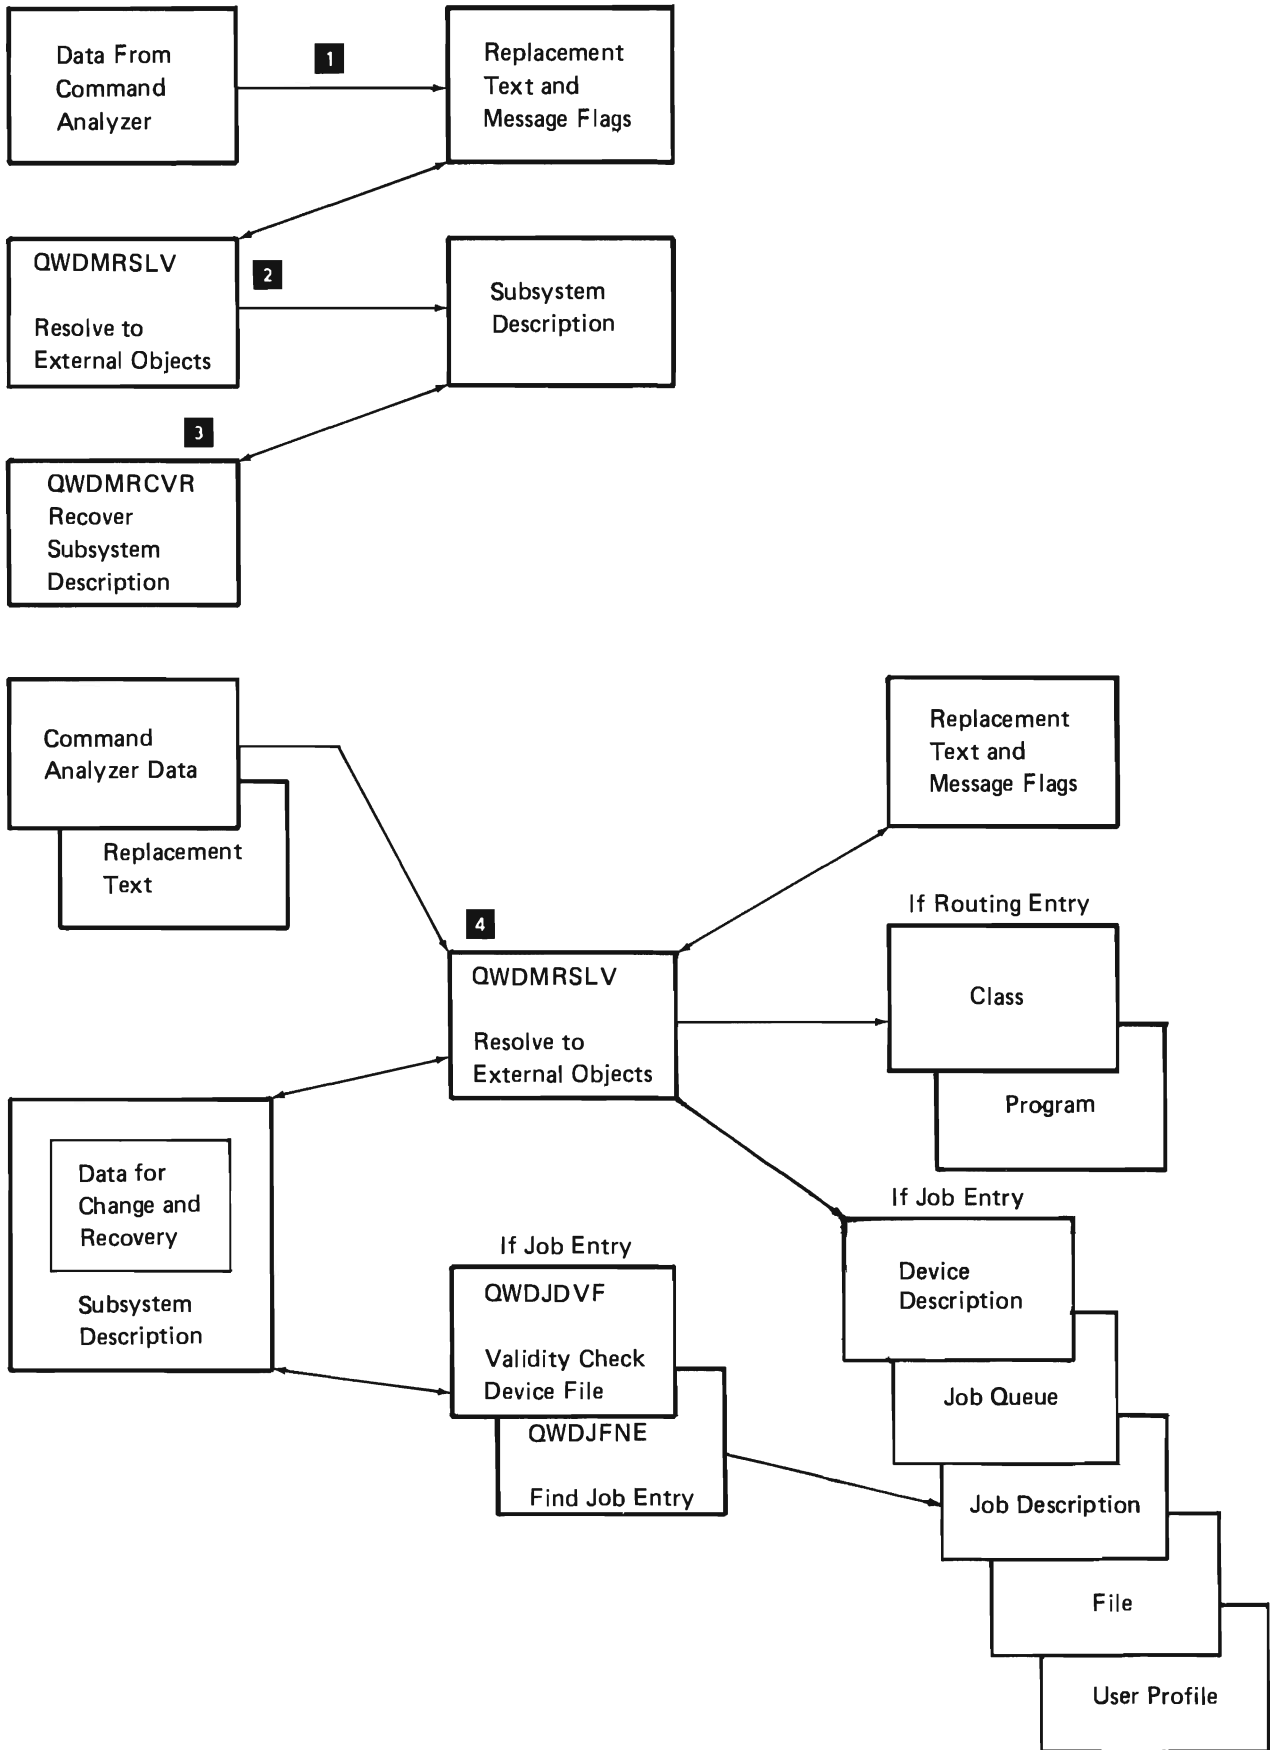 Data From
Command
Analyzer
1
Replacement
Text and
Message Flags
QWDMRSLV
Resolve to
External Objects
2
Subsystem
Description
3
QWDMRCVR
Recover
Subsystem
Description
Command
Analyzer Data
Replacement
Text
Replacement
Text and
Message Flags
4
QWDMRSLV
Resolve to
External Objects
If Routing Entry
Class
Program
Data for
Change and
Recovery
Subsystem
Description
If Job Entry
QWDJDVF
Validity Check
Device File
QWDJFNE
Find Job Entry
If Job Entry
Device
Description
Job Queue
Job Description
File
User Profile